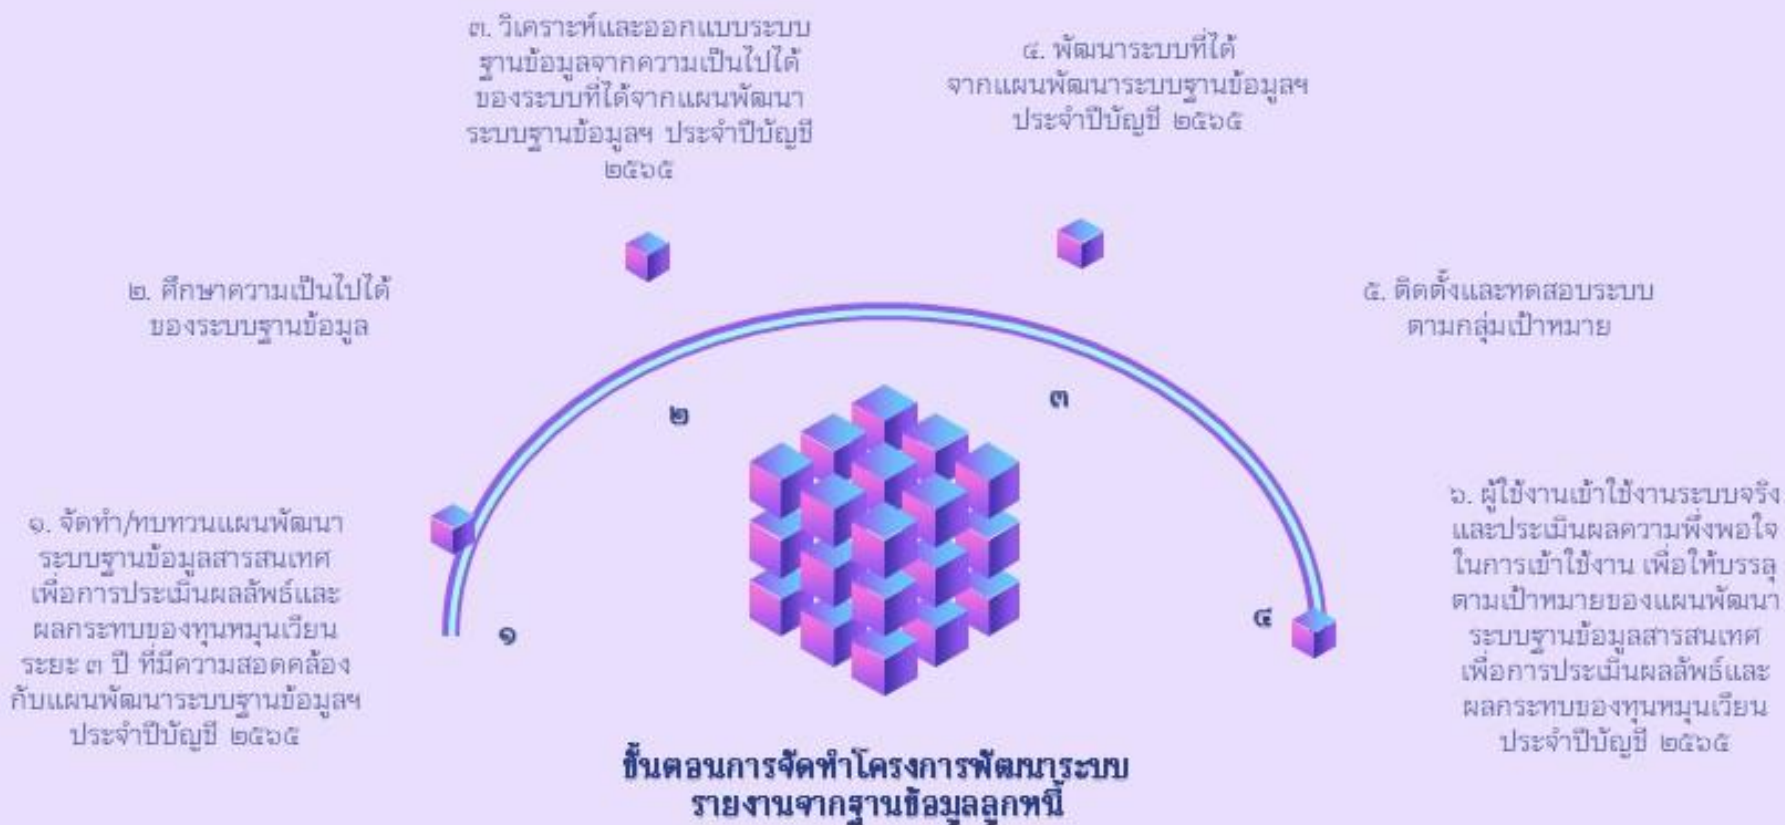 ๓. วิเคราะห์และออกแบบระบบ
ฐานข้อมูลจากความเป็นไปได้
ของระบบที่ได้จากแผนพัฒนา
ระบบฐานข้อมูลฯ ประจำปีบัญชี
๒๕๖๕
๔. พัฒนาระบบที่ได้
จากแผนพัฒนาระบบฐานข้อมูลฯ
ประจำปีบัญชี ๒๕๖๕
๒. ศึกษาความเป็นไปได้
ของระบบฐานข้อมูล
๕. ติดตั้งและทดสอบระบบ
ตามกลุ่มเป้าหมาย
๒
๓
๑. จัดทำ/ทบทวนแผนพัฒนา
ระบบฐานข้อมูลสารสนเทศ
เพื่อการประเมินผลลัพธ์และ
ผลกระทบของทุนหมุนเวียน
ระยะ ๓ ปี ที่มีความสอดคล้อง
กับแผนพัฒนาระบบฐานข้อมูลฯ
ประจำปีบัญชี ๒๕๖๕
๑
๔
๖. ผู้ใช้งานเข้าใช้งานระบบจริง
และประเมินผลความพึงพอใจ
ในการเข้าใช้งาน เพื่อให้บรรลุ
ตามเป้าหมายของแผนพัฒนา
ระบบฐานข้อมูลสารสนเทศ
เพื่อการประเมินผลลัพธ์และ
ผลกระทบของทุนหมุนเวียน
ประจำปีบัญชี ๒๕๖๕
ขั้นตอนการจัดทำโครงการพัฒนาระบบ
รายงานจากฐานข้อมูลลูกหนี้